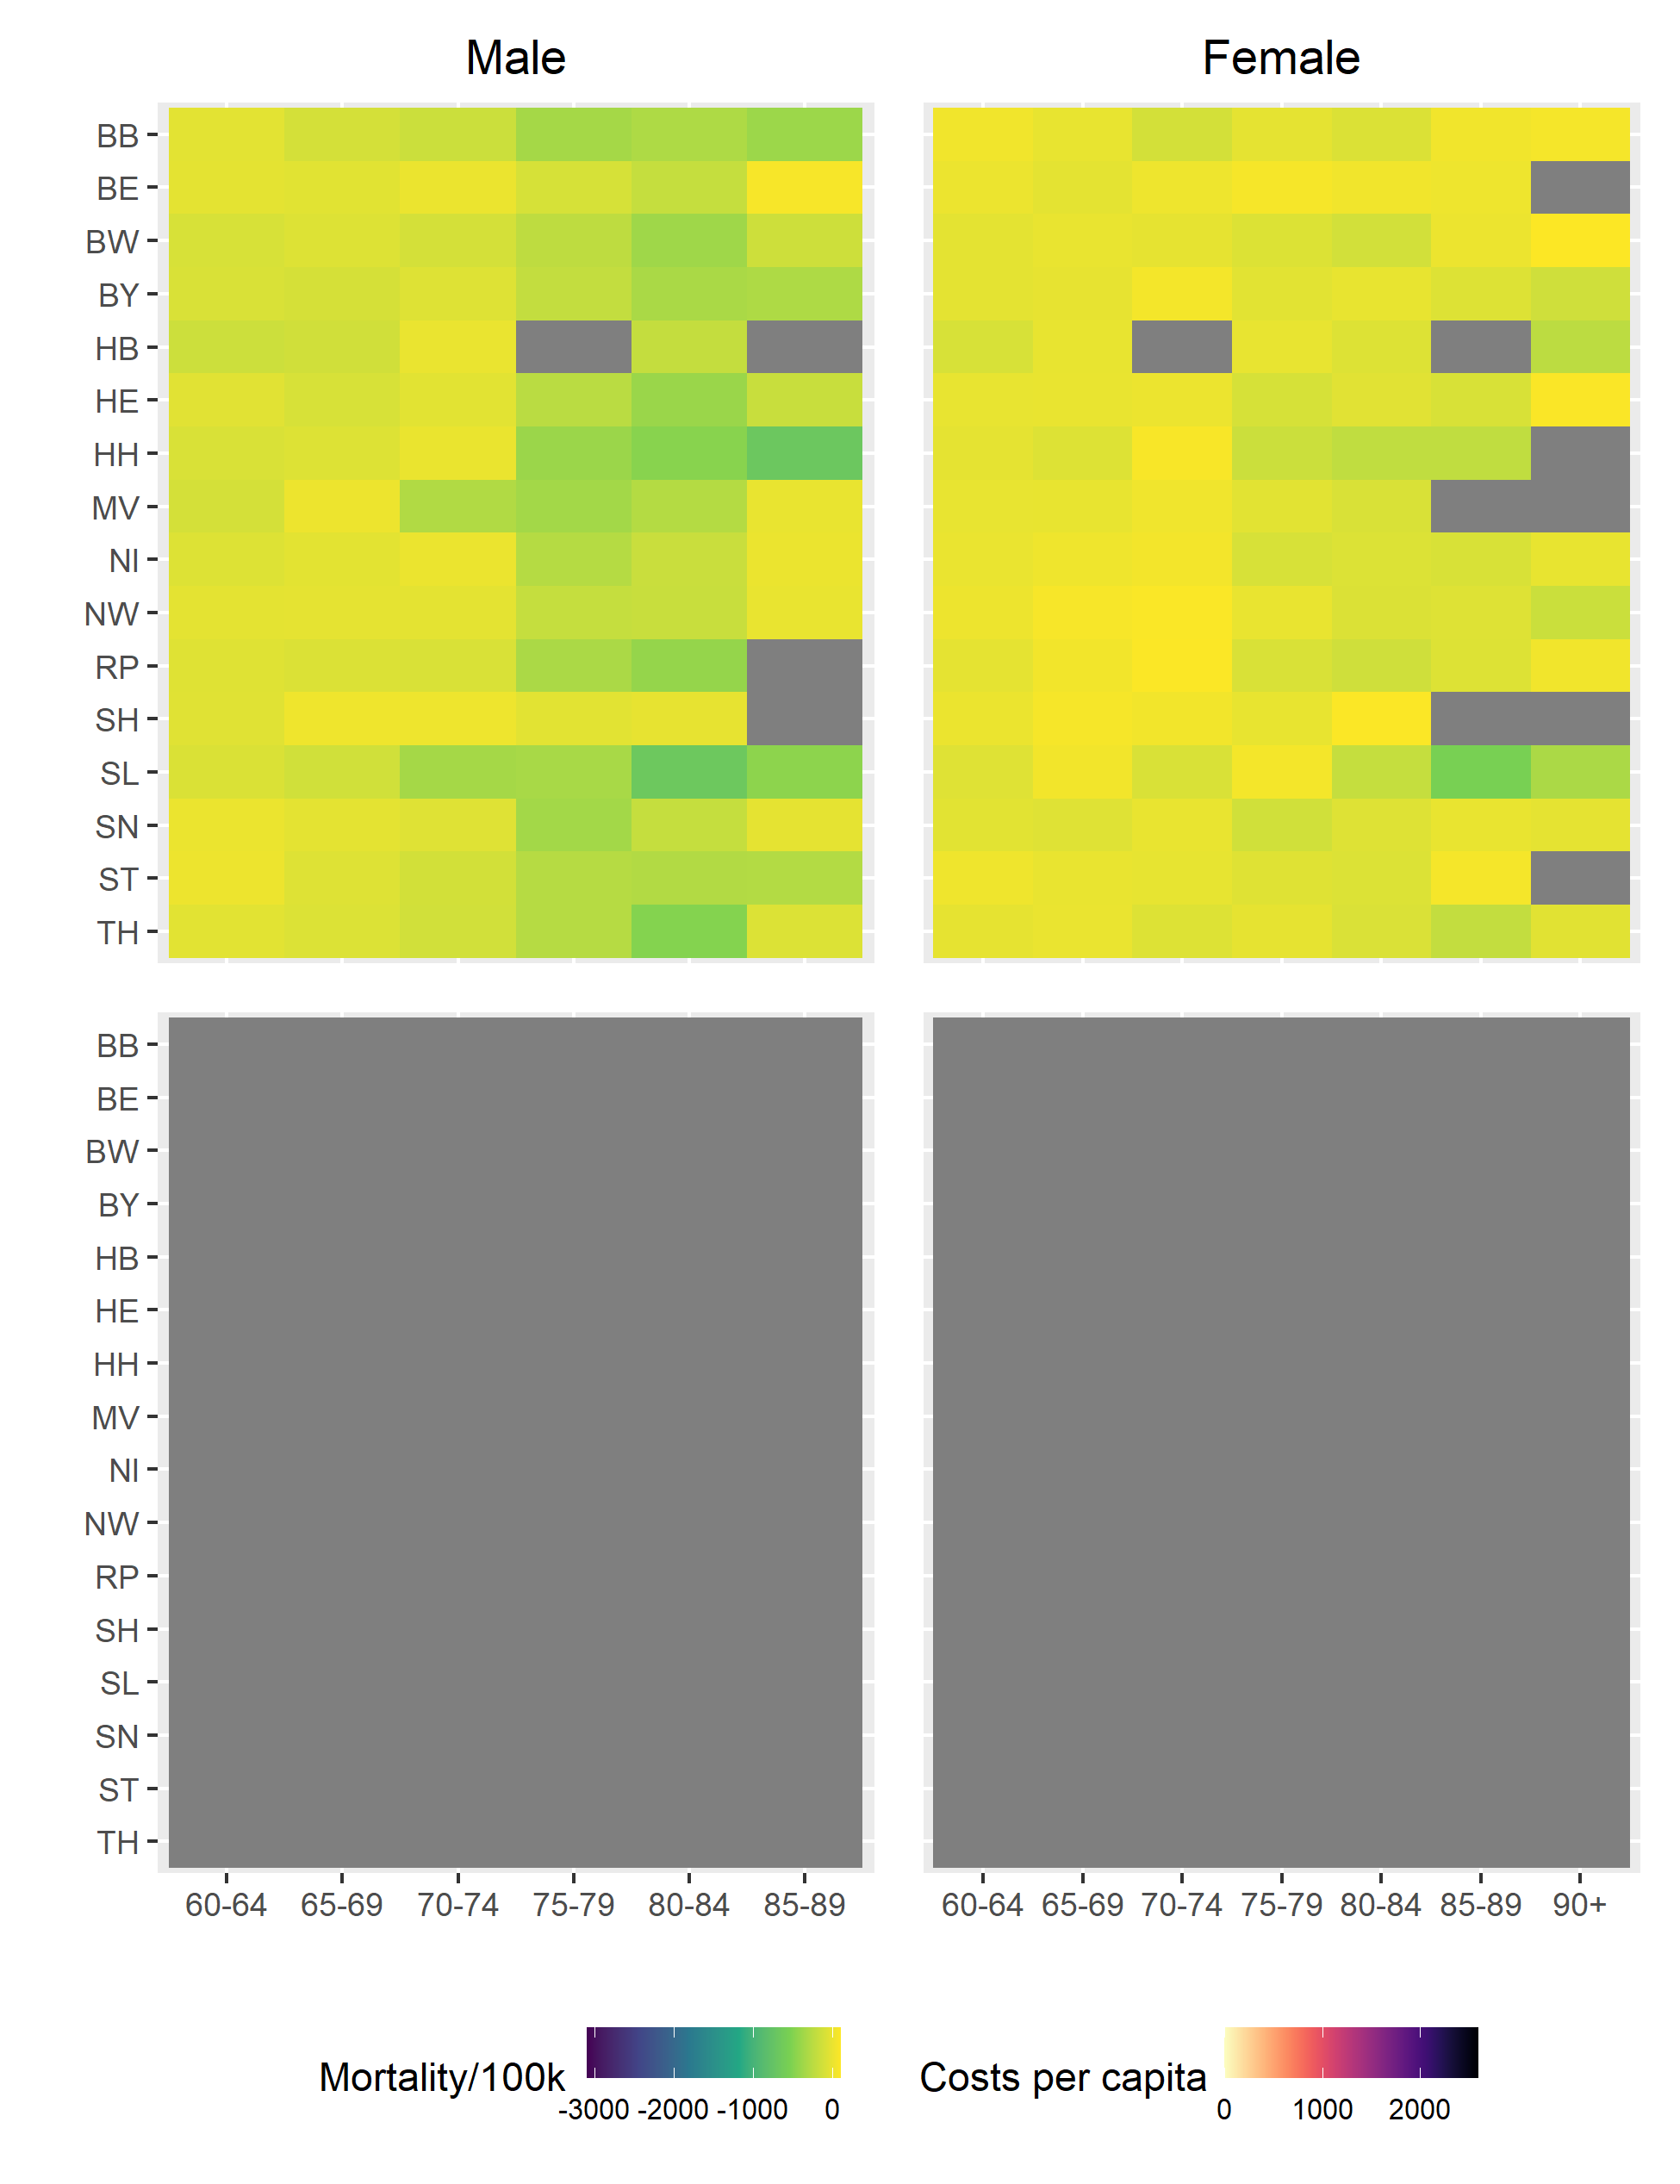 Male Female
BB
BE
BW
BY
HB
HE
HH
MV
NI
NW
RP
SH
SL
SN
ST
TH
BB
BE
BW
BY
HB
HE
HH
MV
NI
NW
RP
SH
SL
SN
ST
TH
60-64 65-69 70-74 75-79 80-84 85-89 60-64 65-69 70-74 75-79 80-84 85-89 90+
Mortality/100k Costs per capita
-3000 -2000 -1000 0 0 1000 2000